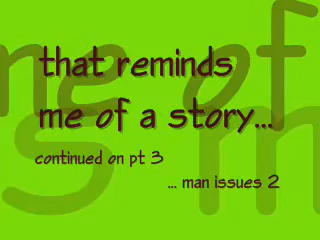 that reminds
me of a story...
continued on pt 3
... man issues 2